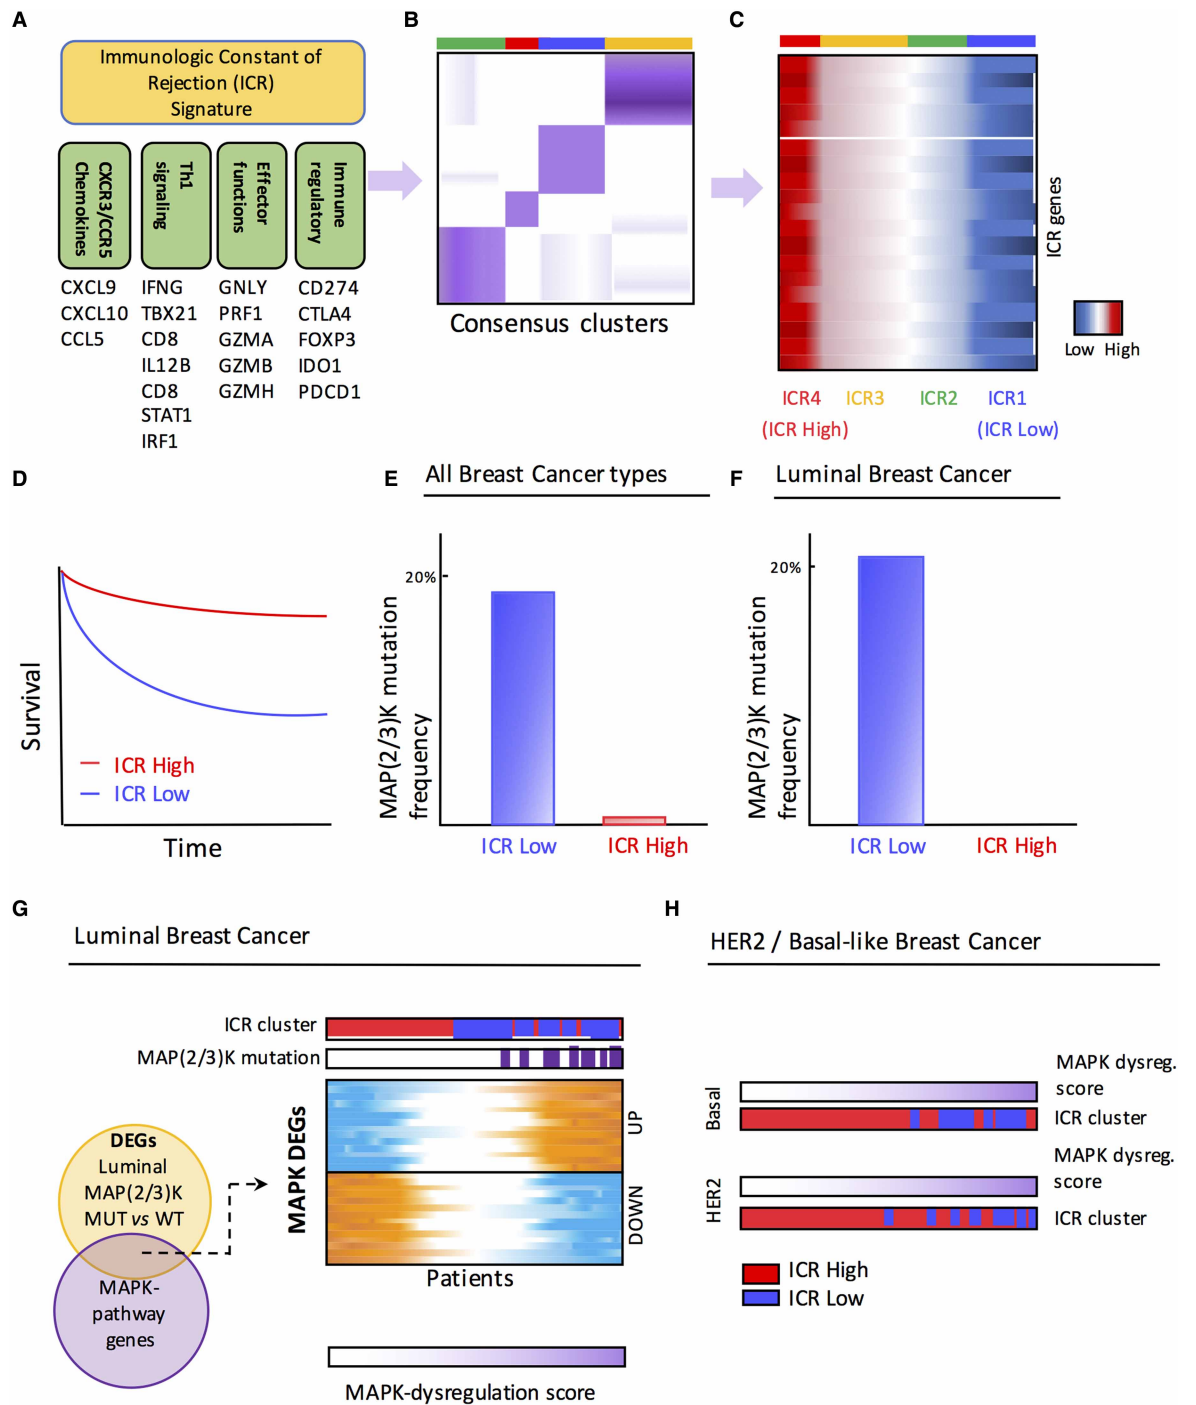 A
Immunologic Constant of
Rejection (ICR)
Signature
CXCR3/CCR5
Chemokines
Th1
signaling
Effector
functions
Immune
regulatory
CXCL9
CXCL10
CCL5
IFNG
TBX21
CD8
IL12B
CD8
STAT1
IRF1
GNLY
PRF1
GZMA
GZMB
GZMH
CD274
CTLA4
FOXP3
IDO1
PDCD1
B
Consensus clusters
C
ICR genes
Low High
ICR4
(ICR High)
ICR3
ICR2
ICR1
(ICR Low)
D
Survival
ICR High
ICR Low
Time
E
All Breast Cancer types
MAP(2/3)K mutation
frequency
20%
ICR Low
ICR High
F
Luminal Breast Cancer
MAP(2/3)K mutation
frequency
20%
ICR Low
ICR High
G
Luminal Breast Cancer
ICR cluster
MAP(2/3)K mutation
MAPK DEGs
UP
DOWN
Patients
DEGs
Luminal
MAP(2/3)K
MUT vs WT
MAPK-
pathway
genes
MAPK-dysregulation score
H
HER2 / Basal-like Breast Cancer
Basal
MAPK dysreg.
score
ICR cluster
HER2
MAPK dysreg.
score
ICR cluster
ICR High
ICR Low